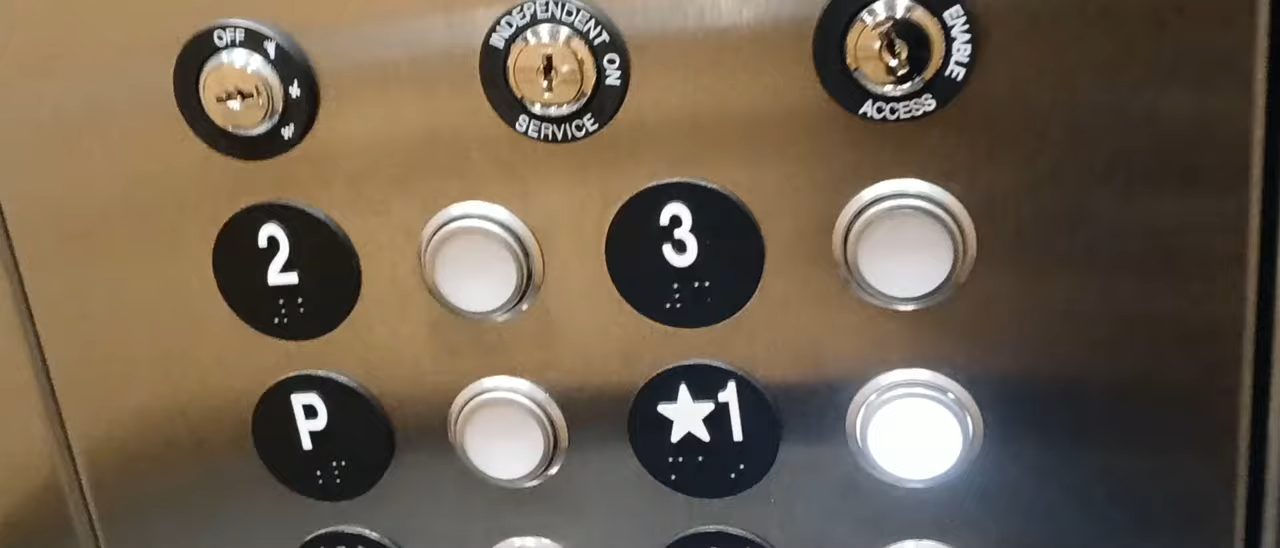 OFF
INDEPENDENT ON
SERVICE
ENABLE
ACCESS
2
3
P
★1